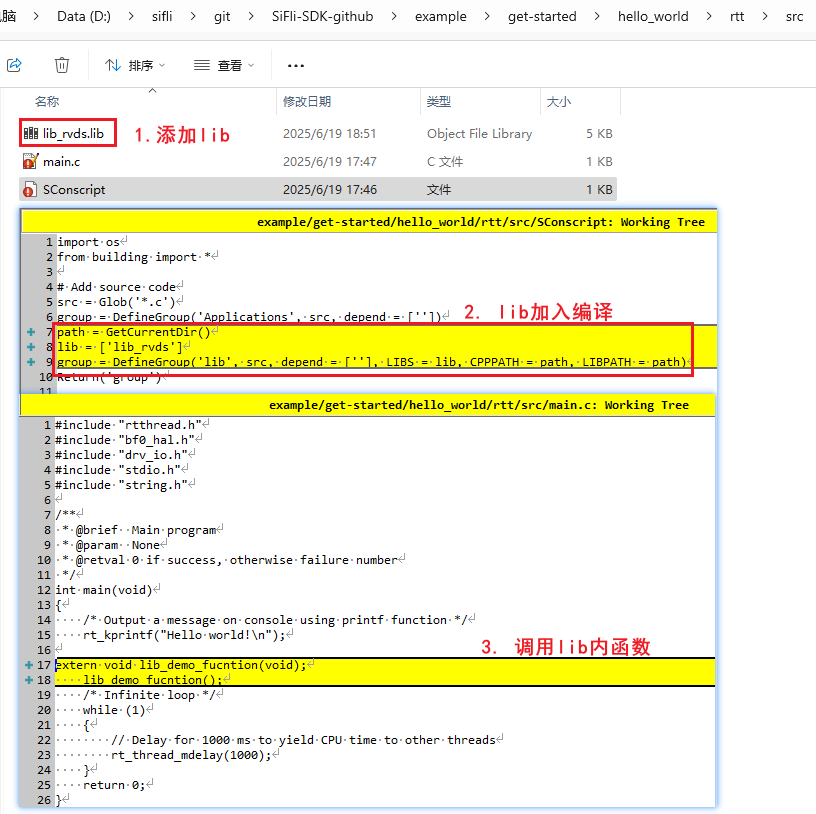 脑 > Data (D:) > sifli > git > SiFli-SDK-github > example > get-started > hello_world > rtt > src
排序 查看 ...
名称 修改日期 类型 大小
lib_rvds.lib 2025/6/19 18:51 Object File Library 5 KB
1.添加lib
main.c 2025/6/19 17:47 C 文件 1 KB
SConscript 2025/6/19 17:46 文件 1 KB
example/get-started/hello_world/rtt/src/SConscript: Working Tree
1 import os
2 from building import *
3
4 # Add source code
5 src = Glob('*.c')
6 group = DefineGroup('Applications', src, depend = [''])
2. lib加入编译
7 path = GetCurrentDir()
8 lib = ['lib_rvds']
9 group = DefineGroup('lib', src, depend = [''], LIBS = lib, CPPPATH = path, LIBPATH = path)
10 Return('group')
11
example/get-started/hello_world/rtt/src/main.c: Working Tree
1 #include "rtthread.h"
2 #include "bf0_hal.h"
3 #include "drv_io.h"
4 #include "stdio.h"
5 #include "string.h"
6
7 /**
8 * @brief  Main program
9 * @param  None
10 * @retval 0 if success, otherwise failure number
11 */
12 int main(void)
13 {
14 /* Output a message on console using printf function */
15 rt_kprintf("Hello world!\n");
16
3. 调用lib内函数
17 extern void lib_demo_fucntion(void);
18 lib_demo_fucntion();
19 /* Infinite loop */
20 while (1)
21 {
22 // Delay for 1000 ms to yield CPU time to other threads
23 rt_thread_mdelay(1000);
24 }
25 return 0;
26 }